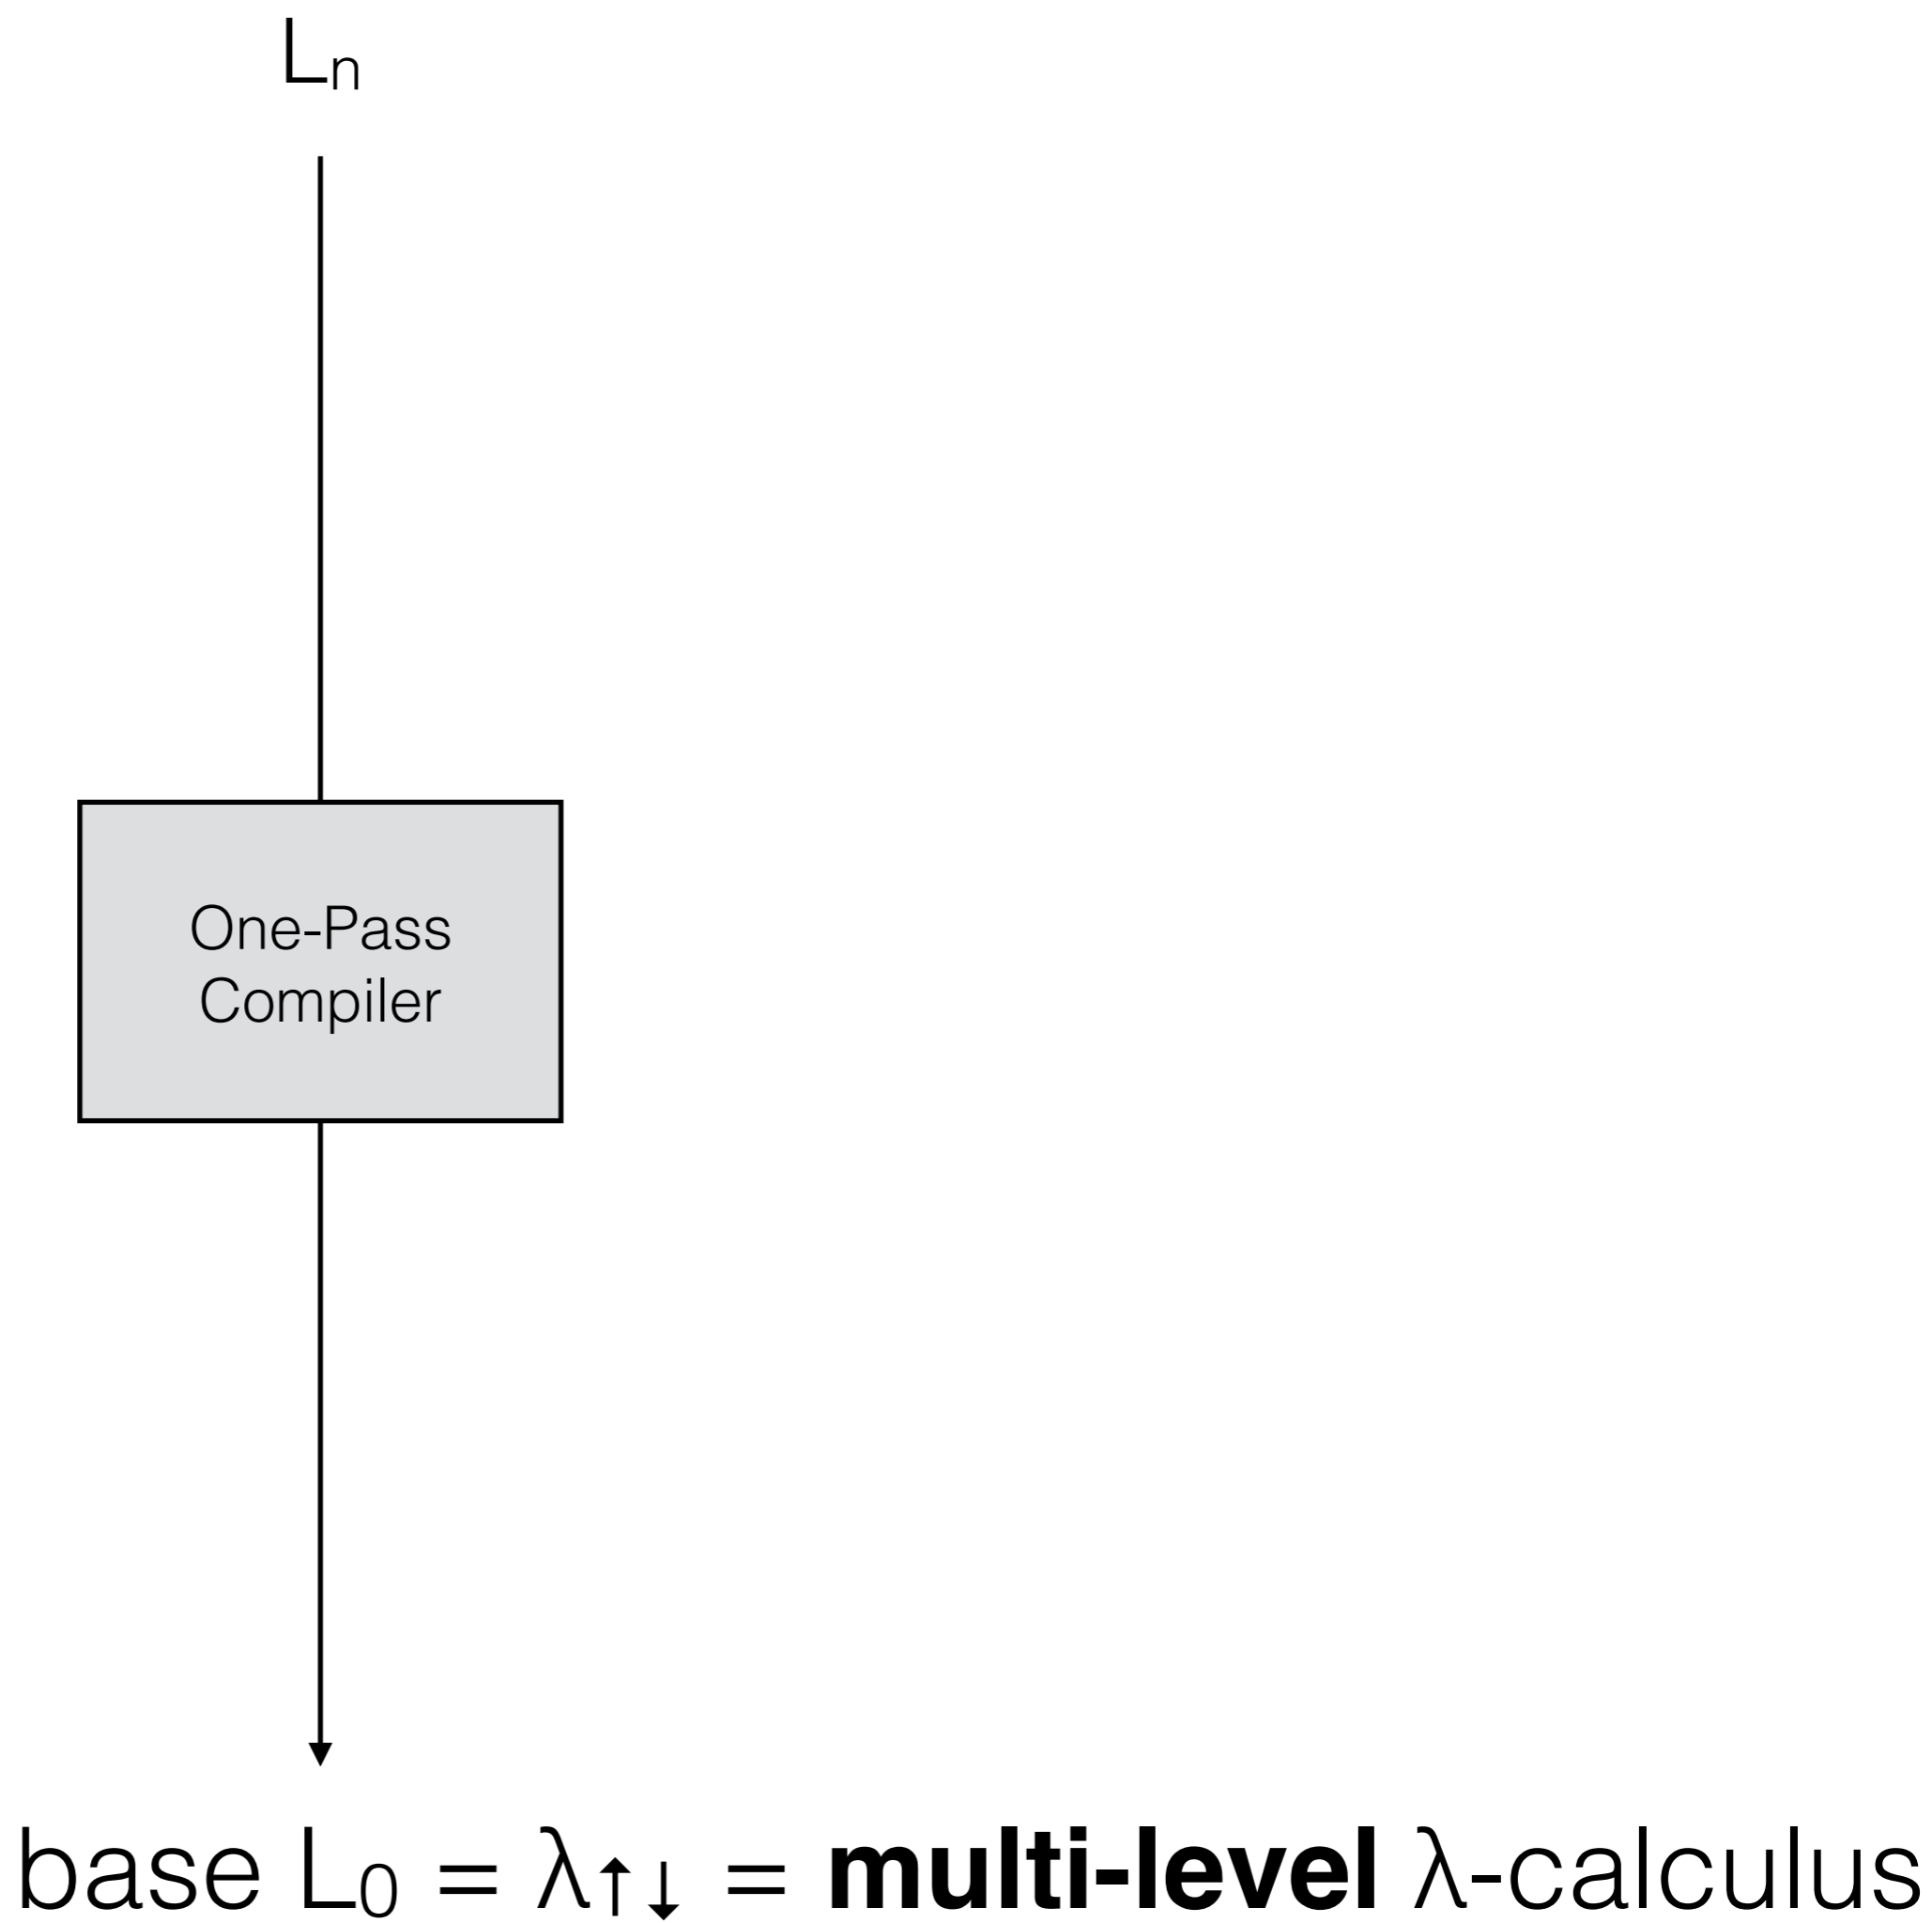 Lₙ
One-Pass
Compiler
base L₀ = λ↑↓ = multi-level λ-calculus